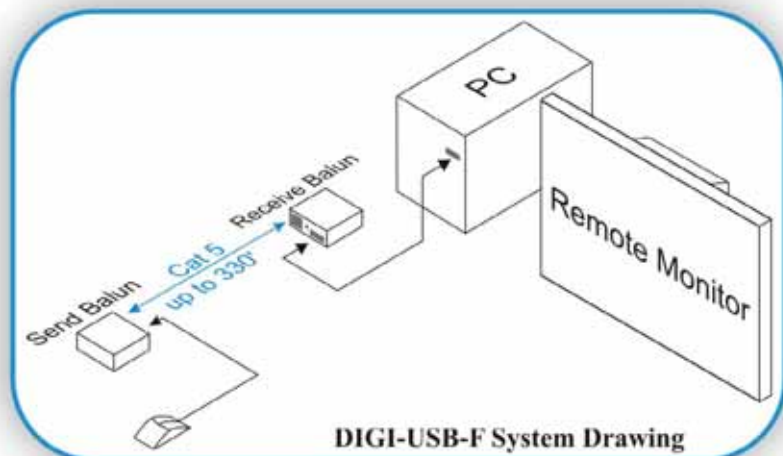 PC
Receive Balun
Remote Monitor
Cat 5
up to 330'
Send Balun
DIGI-USB-F System Drawing